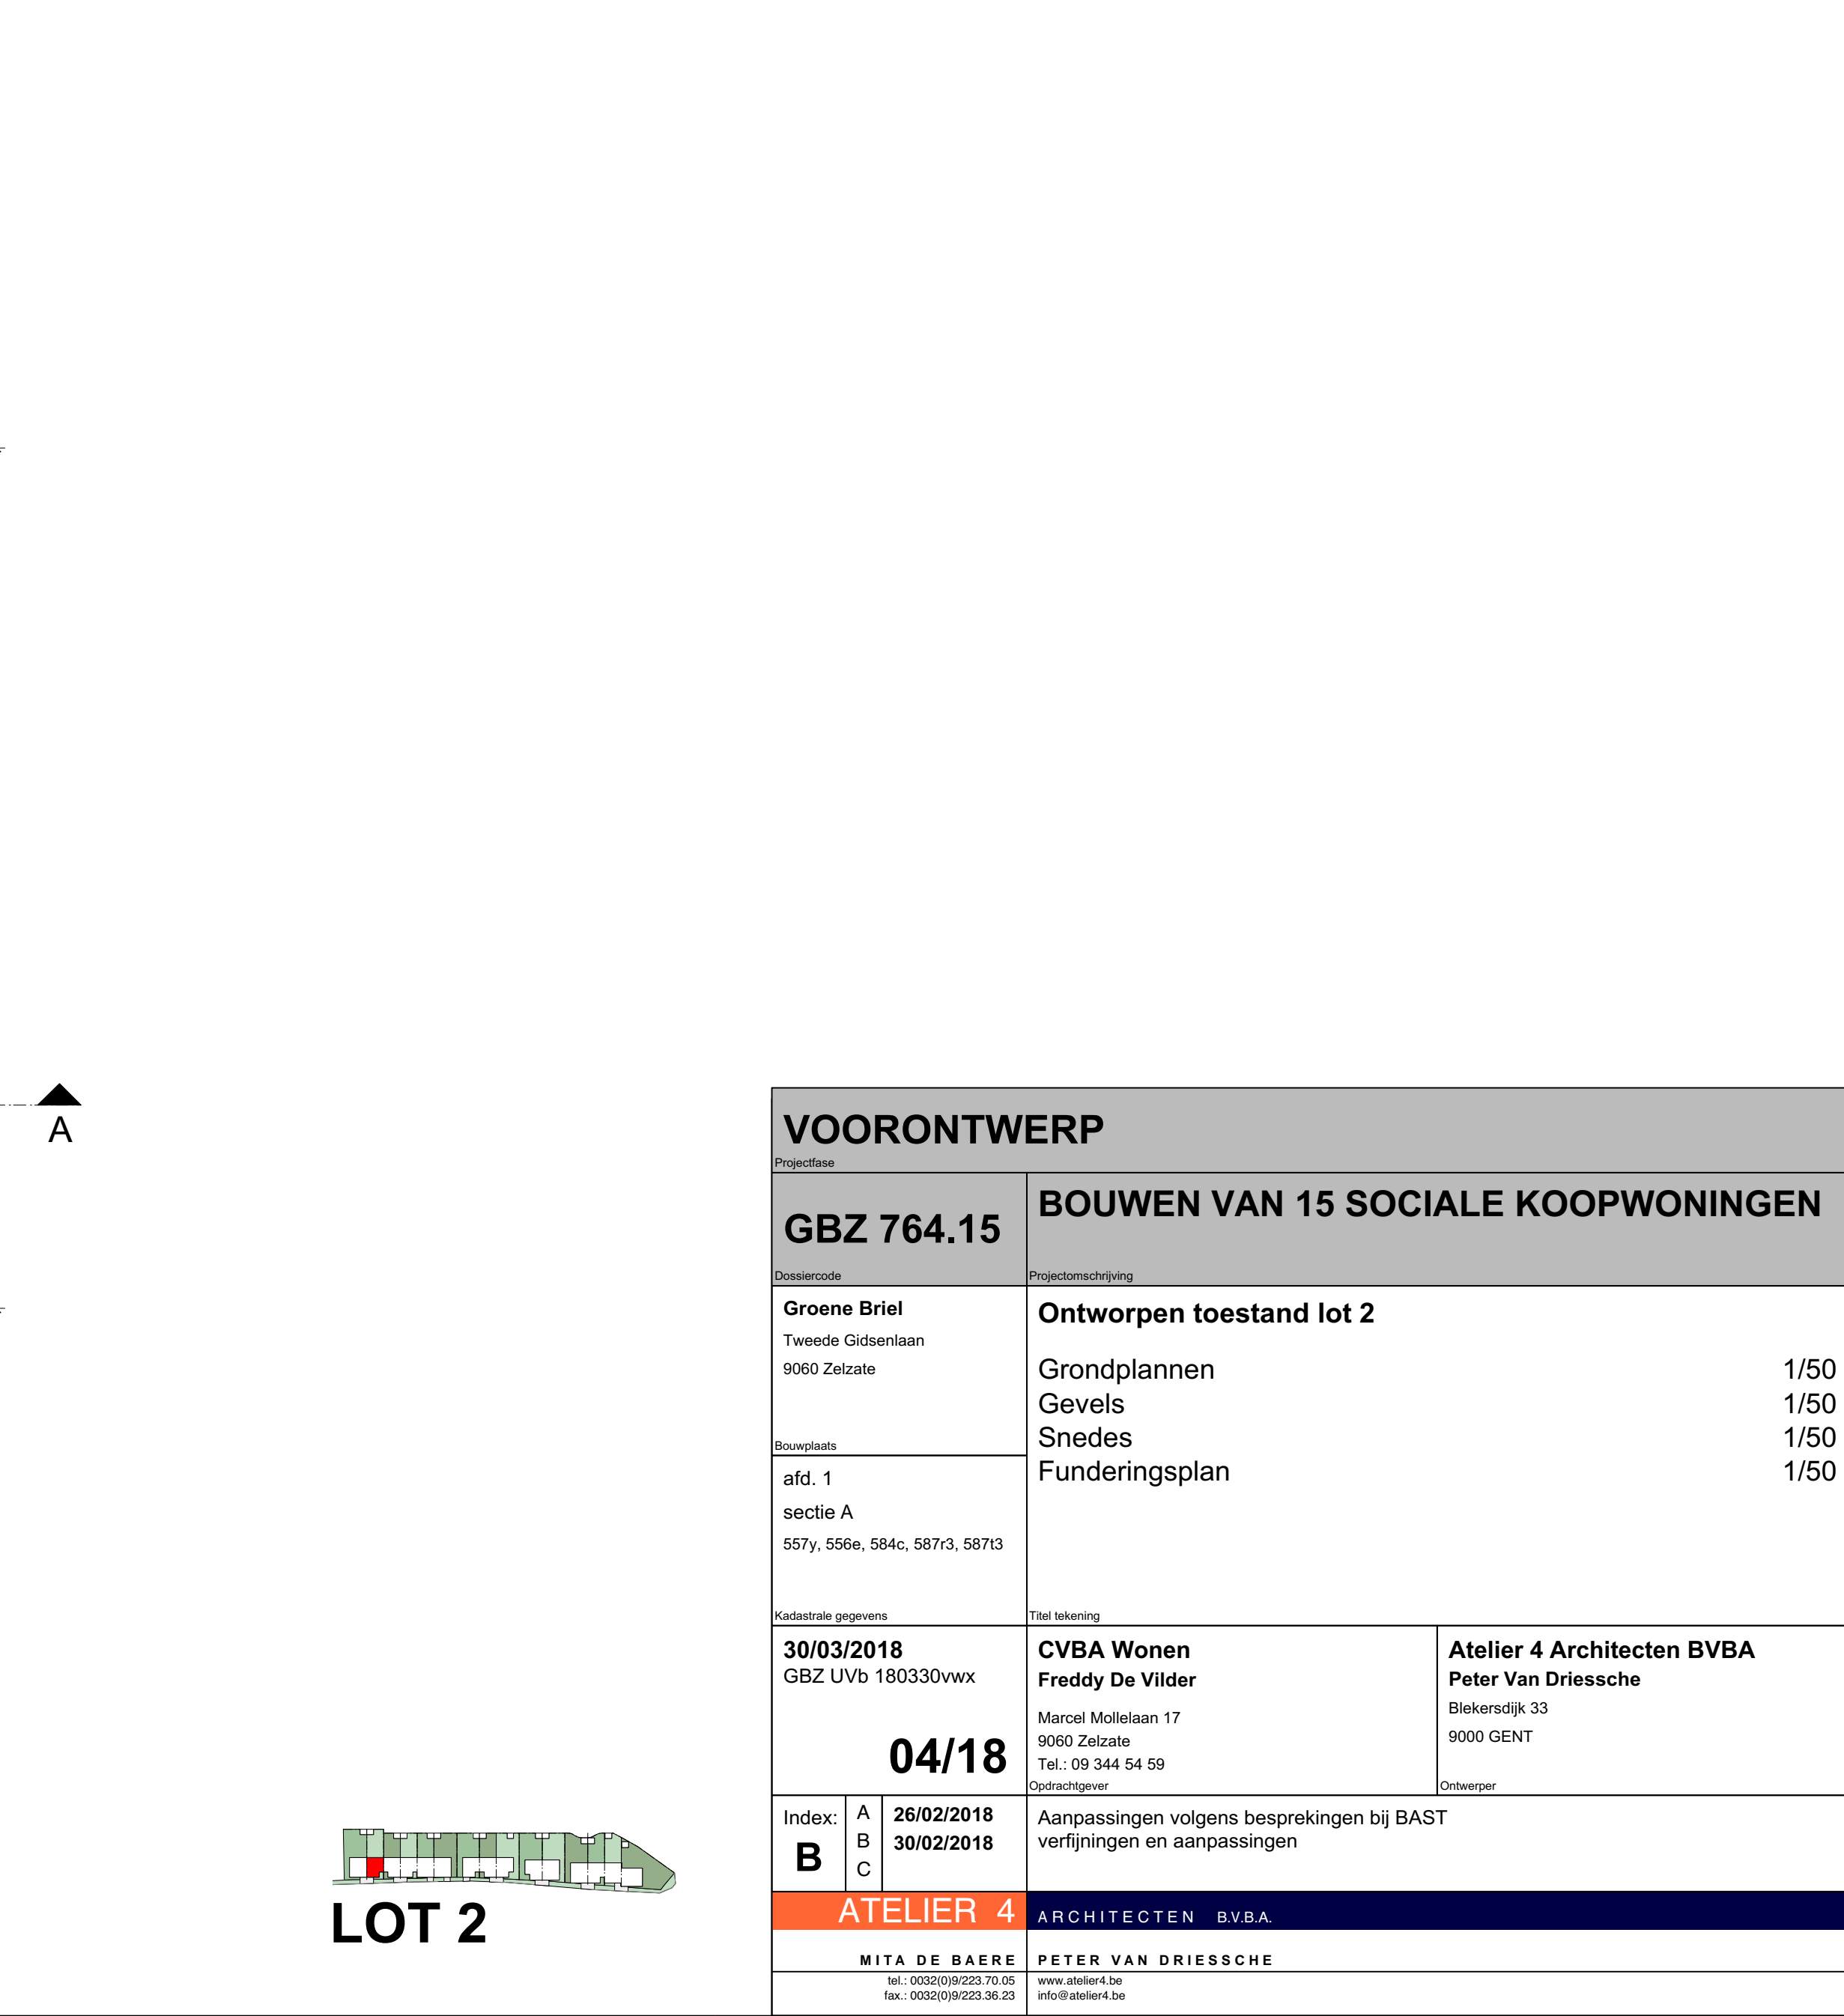 A
VOORONTWERP
Projectfase
GBZ 764.15
Dossiercode
BOUWEN VAN 15 SOCIALE KOOPWONINGEN
Projectomschrijving
Groene Briel
Tweede Gidsenlaan
9060 Zelzate
Bouwplaats
afd. 1
sectie A
557y, 556e, 584c, 587r3, 587t3
Kadastrale gegevens
Ontworpen toestand lot 2
Grondplannen 1/50
Gevels 1/50
Snedes 1/50
Funderingsplan 1/50
Titel tekening
30/03/2018
GBZ UVb 180330vwx
04/18
CVBA Wonen
Freddy De Vilder
Marcel Mollelaan 17
9060 Zelzate
Tel.: 09 344 54 59
Opdrachtgever
Atelier 4 Architecten BVBA
Peter Van Driessche
Blekersdijk 33
9000 GENT
Ontwerper
Index:
B
A 26/02/2018
B 30/02/2018
C
Aanpassingen volgens besprekingen bij BAST
verfijningen en aanpassingen
LOT 2
ATELIER 4 ARCHITECTEN B.V.B.A.
MITA DE BAERE PETER VAN DRIESSCHE
tel.: 0032(0)9/223.70.05 www.atelier4.be
fax.: 0032(0)9/223.36.23 info@atelier4.be